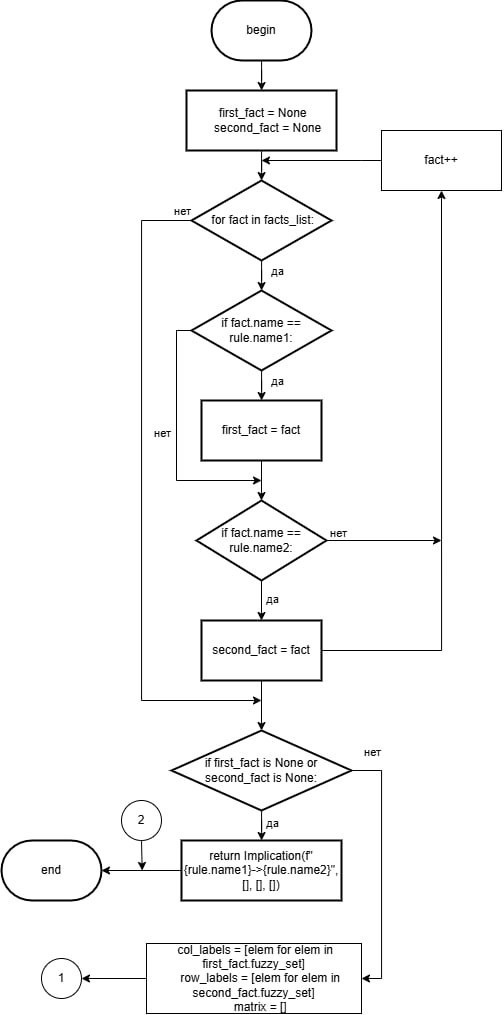 begin
first_fact = None
second_fact = None
fact++
нет
for fact in facts_list:
да
if fact.name ==
rule.name1:
да
нет
first_fact = fact
if fact.name ==
rule.name2:
нет
да
second_fact = fact
нет
if first_fact is None or
second_fact is None:
да
2
end
return Implication(f"
{rule.name1}->{rule.name2}",
[], [], [])
1
col_labels = [elem for elem in
first_fact.fuzzy_set]
row_labels = [elem for elem in
second_fact.fuzzy_set]
matrix = []